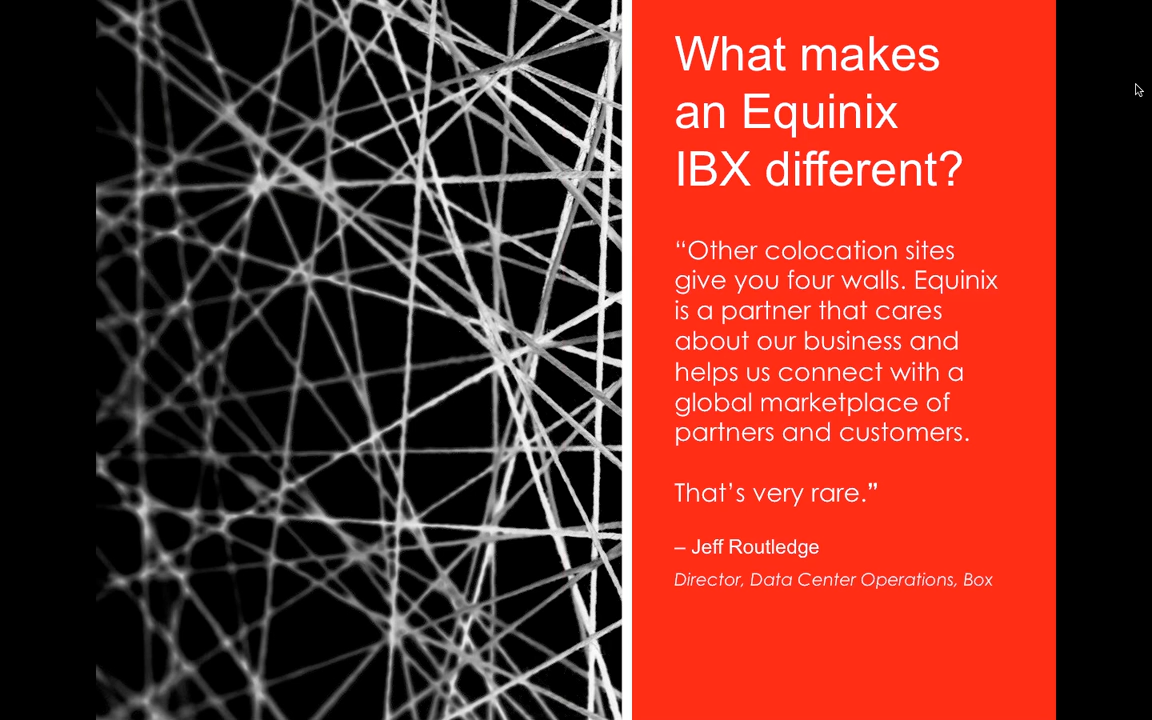 What makes
an Equinix
IBX different?
“Other colocation sites
give you four walls. Equinix
is a partner that cares
about our business and
helps us connect with a
global marketplace of
partners and customers.
That’s very rare.”
– Jeff Routledge
Director, Data Center Operations, Box